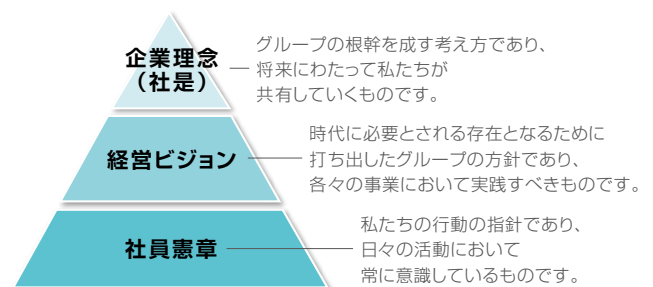 企業理念
（社是）
グループの根幹を成す考え方であり、
将来にわたって私たちが
共有していくものです。
経営ビジョン
時代に必要とされる存在となるために
打ち出したグループの方針であり、
各々の事業において実践すべきものです。
社員憲章
私たちの行動の指針であり、
日々の活動において
常に意識しているものです。